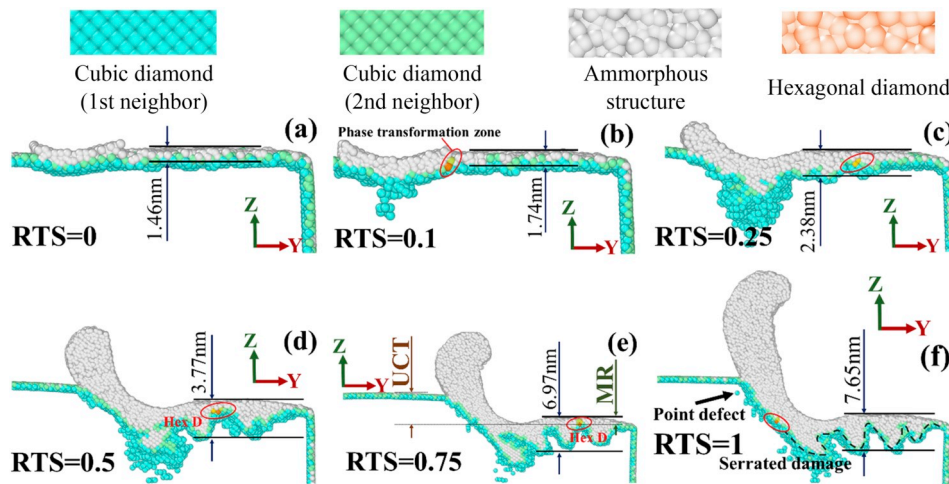 Cubic diamond
(1st neighbor)
Cubic diamond
(2nd neighbor)
Ammorphous
structure
Hexagonal diamond
(a)
1.46nm
Z
Y
RTS=0
Phase transformation zone
(b)
1.74nm
Z
Y
RTS=0.1
(c)
2.38nm
Z
Y
RTS=0.25
(d)
Z
Y
3.77nm
Hex D
RTS=0.5
(e)
Z
Y
UCT
6.97nm
MR
Hex D
RTS=0.75
(f)
Z
Y
7.65nm
Point defect
RTS=1
Serrated damage